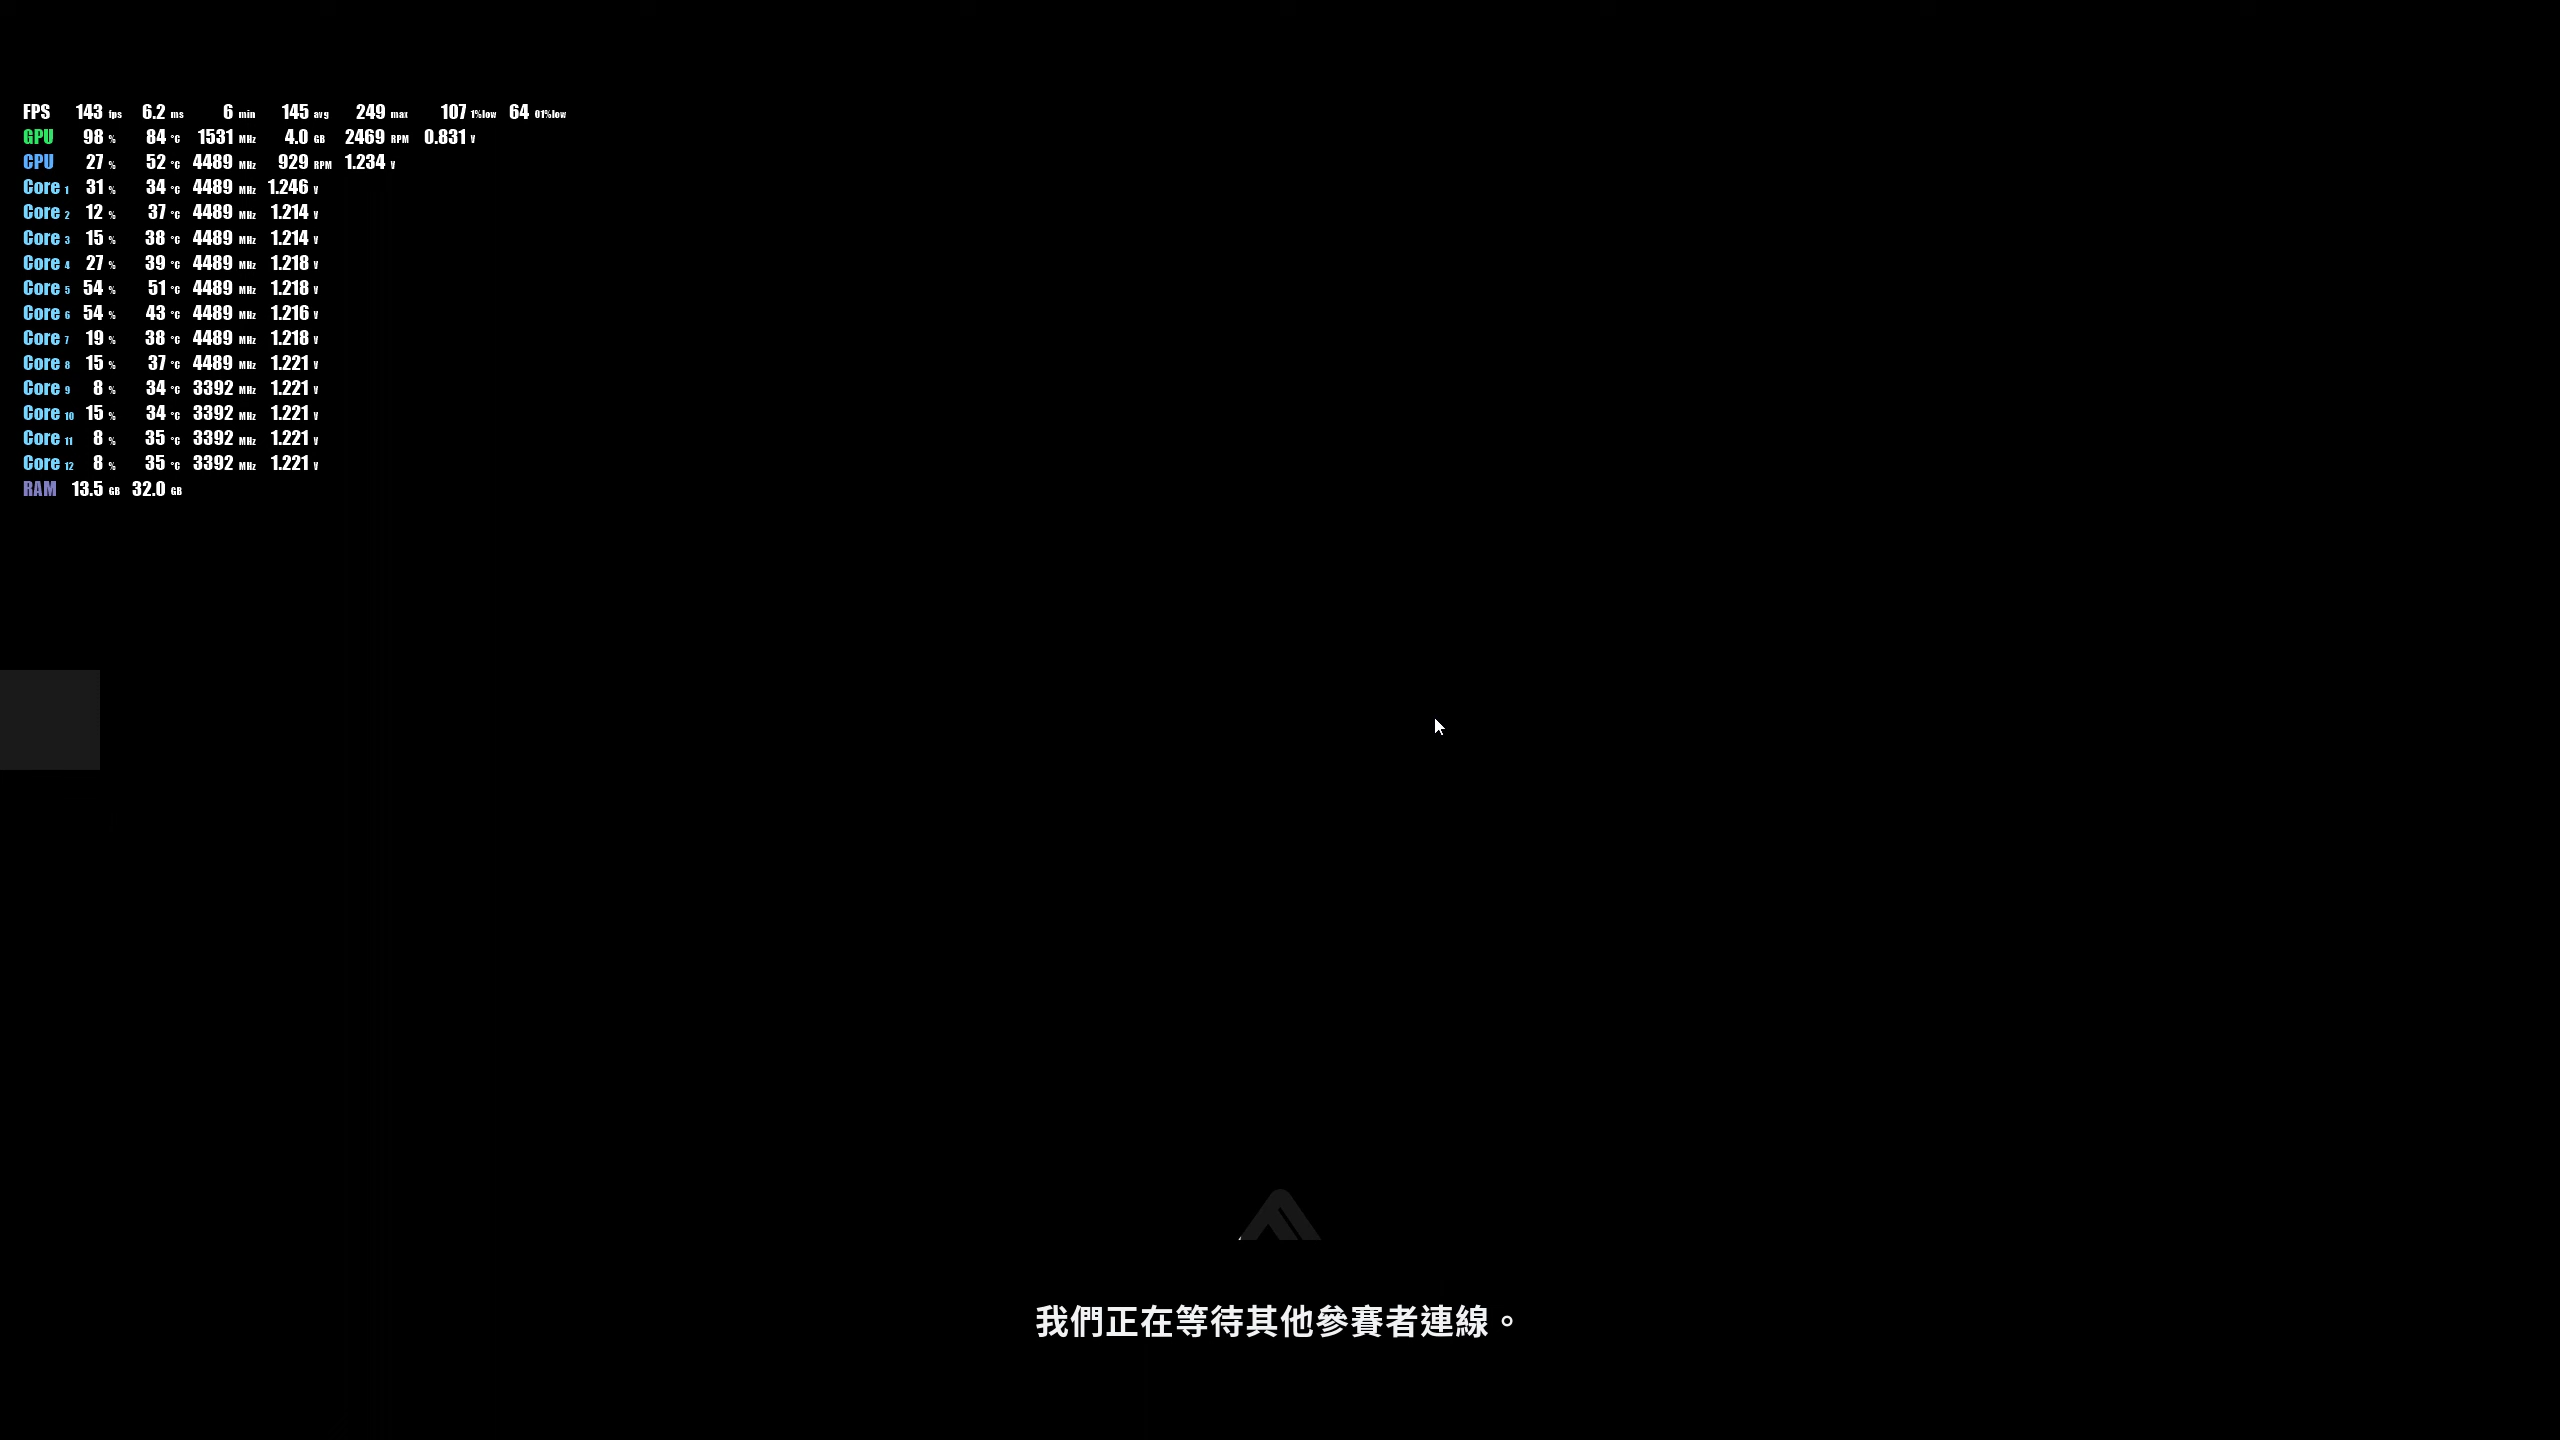 FPS 143 fps 6.2 ms 6 min 145 avg 249 max 107 1%low 64 01%low
GPU 98 % 84 °C 1531 MHz 4.0 GB 2469 RPM 0.831 V
CPU 27 % 52 °C 4489 MHz 929 RPM 1.234 V
Core 1 31 % 34 °C 4489 MHz 1.246 V
Core 2 12 % 37 °C 4489 MHz 1.214 V
Core 3 15 % 38 °C 4489 MHz 1.214 V
Core 4 27 % 39 °C 4489 MHz 1.218 V
Core 5 54 % 51 °C 4489 MHz 1.218 V
Core 6 54 % 43 °C 4489 MHz 1.216 V
Core 7 19 % 38 °C 4489 MHz 1.218 V
Core 8 15 % 37 °C 4489 MHz 1.221 V
Core 9 8 % 34 °C 3392 MHz 1.221 V
Core 10 15 % 34 °C 3392 MHz 1.221 V
Core 11 8 % 35 °C 3392 MHz 1.221 V
Core 12 8 % 35 °C 3392 MHz 1.221 V
RAM 13.5 GB 32.0 GB
我們正在等待其他參賽者連線。